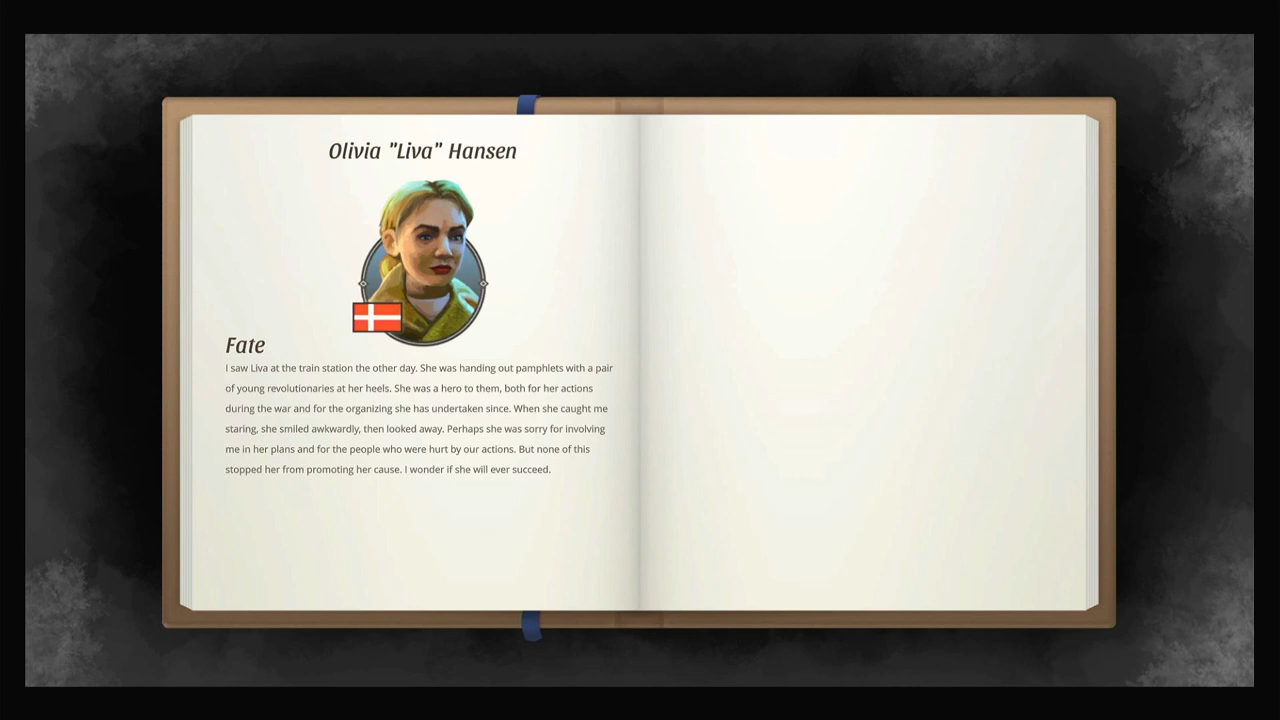 Olivia "Liva" Hansen
Fate
I saw Liva at the train station the other day. She was handing out pamphlets with a pair
of young revolutionaries at her heels. She was a hero to them, both for her actions
during the war and for the organizing she has undertaken since. When she caught me
staring, she smiled awkwardly, then looked away. Perhaps she was sorry for involving
me in her plans and for the people who were hurt by our actions. But none of this
stopped her from promoting her cause. I wonder if she will ever succeed.